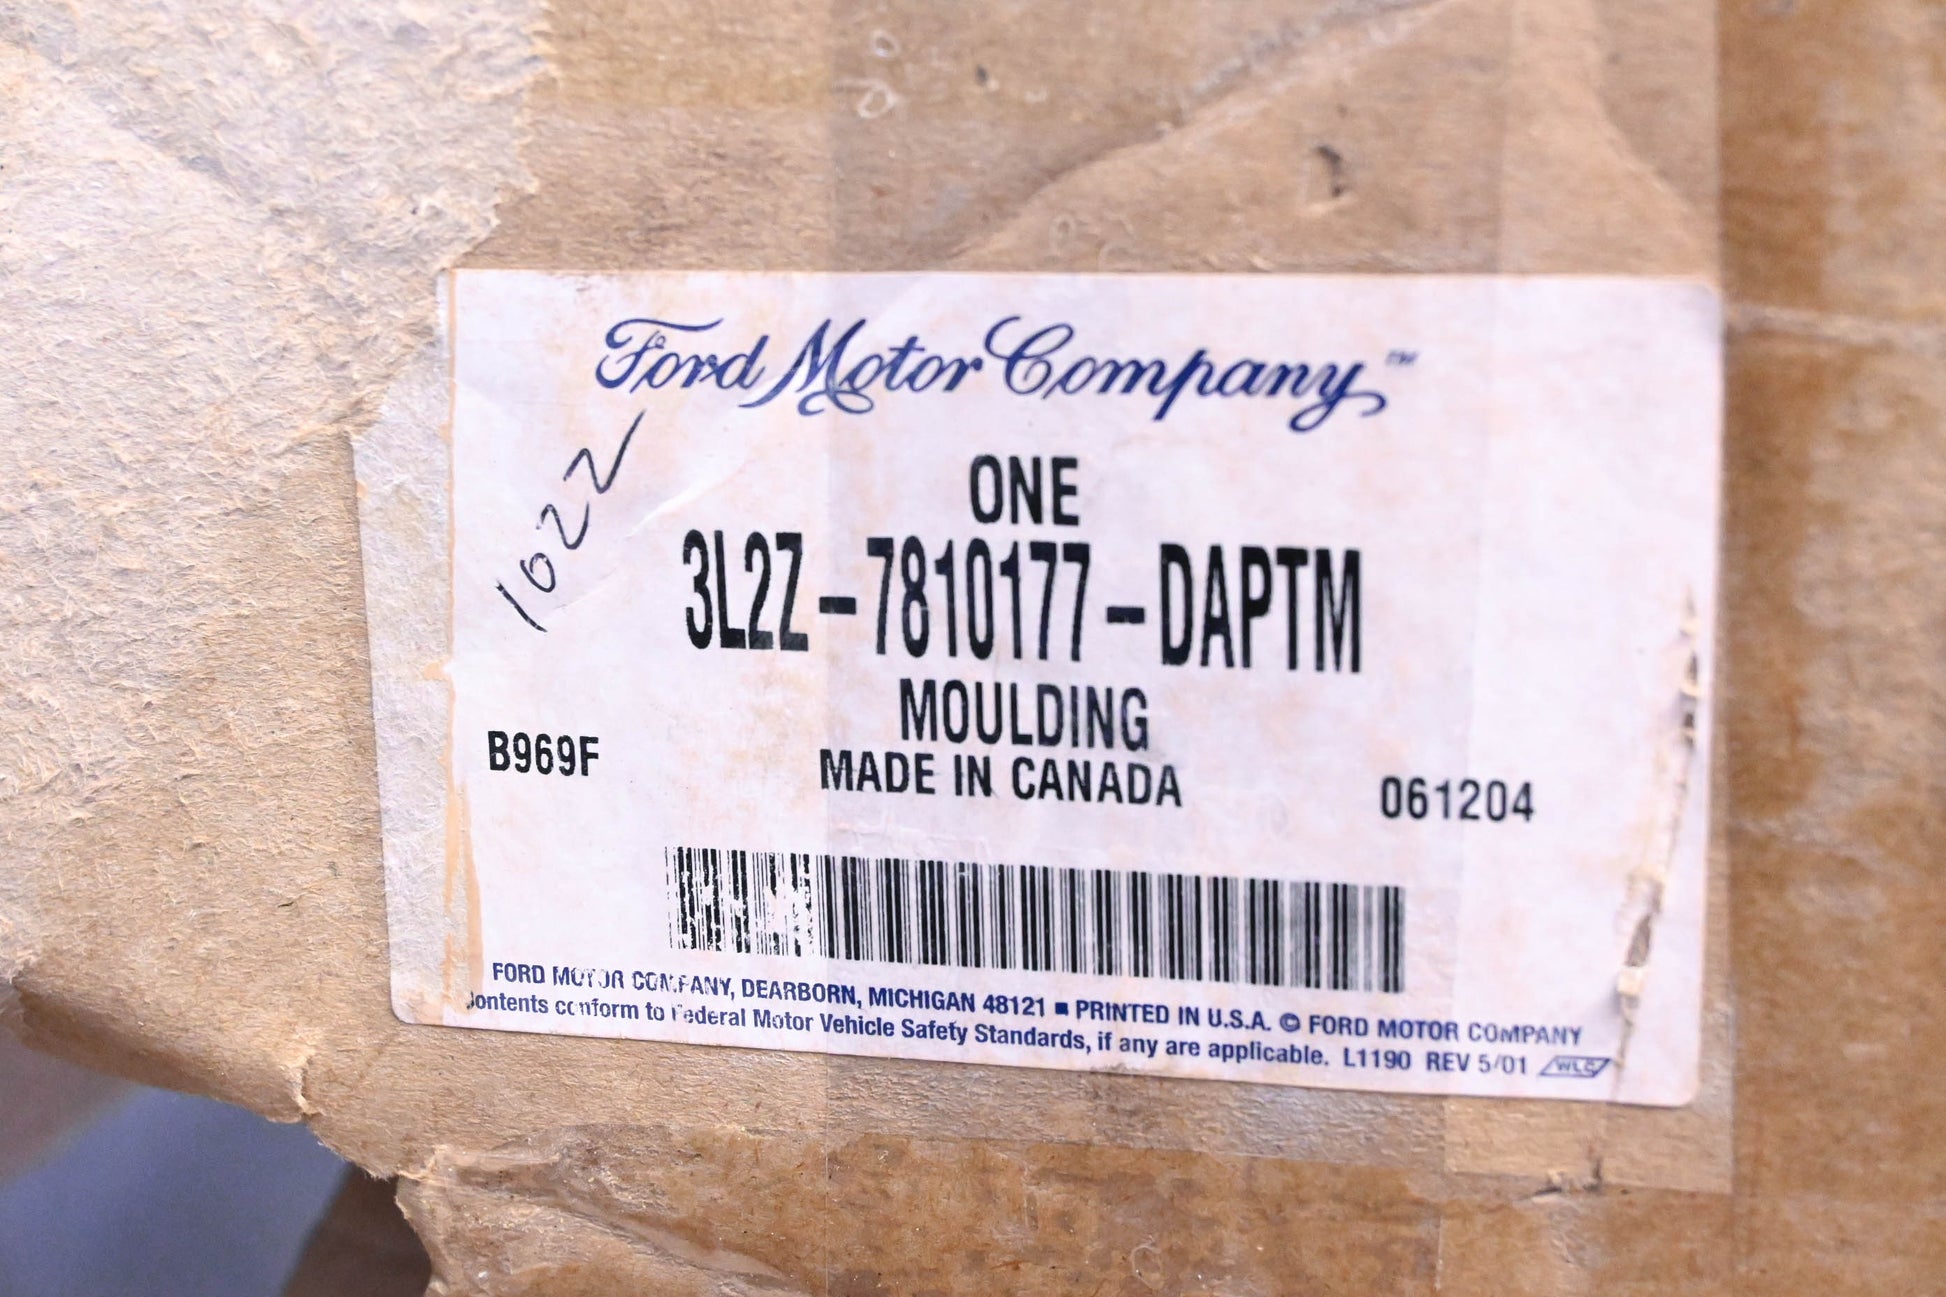 Ford Motor Company™
1022
ONE
3L2Z-7810177-DAPTM
MOULDING
MADE IN CANADA
B969F
061204
FORD MOTOR COMPANY, DEARBORN, MICHIGAN 48121 ■ PRINTED IN U.S.A. © FORD MOTOR COMPANY
Contents conform to Federal Motor Vehicle Safety Standards, if any are applicable. L1190 REV 5/01 WLC